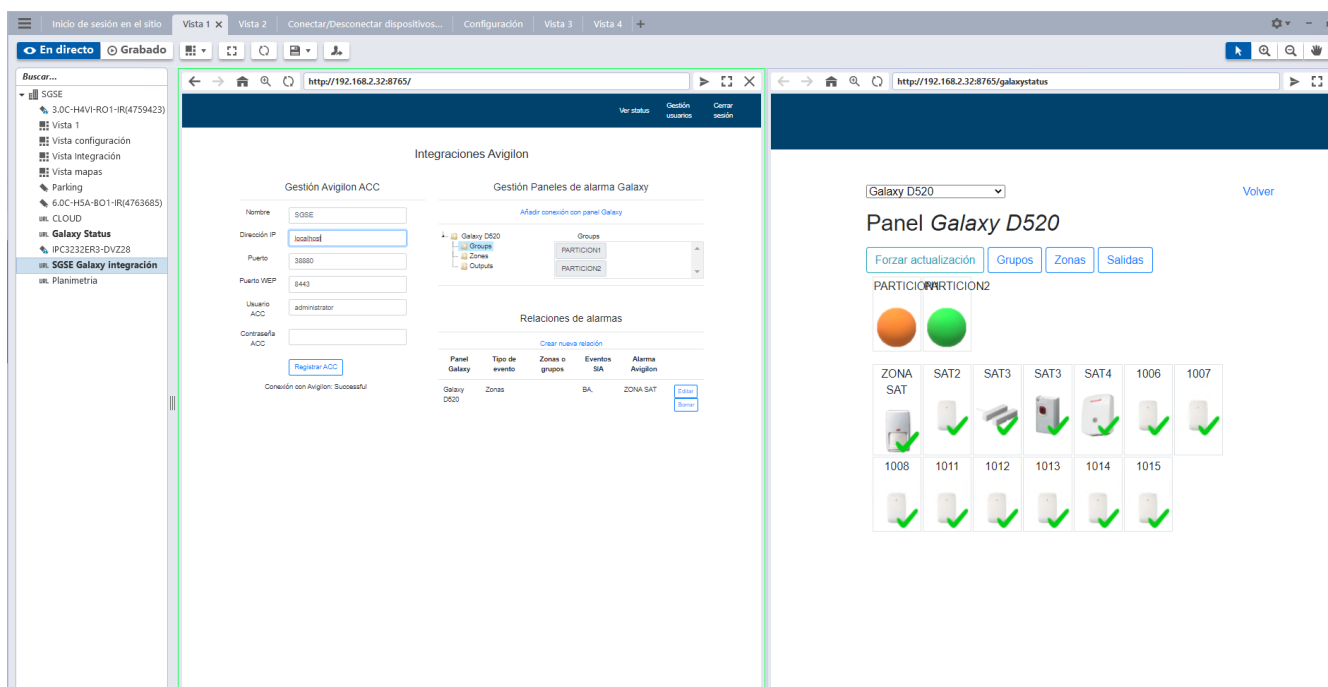 Inicio de sesión en el sitio
Vista 1
Vista 2
Conectar/Desconectar dispositivos...
Configuración
Vista 3
Vista 4
En directo
Grabado
Buscar...
SGSE
3.0C-H4VI-RO1-IR(4759423)
Vista 1
Vista configuración
Vista Integración
Vista mapas
Parking
6.0C-H5A-BO1-IR(4763685)
URL CLOUD
URL Galaxy Status
IPC3232ER3-DVZ28
URL SGSE Galaxy integración
URL Planimetria
http://192.168.2.32:8765/
Ver status
Gestión usuarios
Cerrar sesión
Integraciones Avigilon
Gestión Avigilon ACC
Nombre
SGSE
Dirección IP
localhost
Puerto
38880
Puerto WEP
8443
Usuario ACC
administrator
Contraseña ACC
Registrar ACC
Conexión con Avigilon: Successful
Gestión Paneles de alarma Galaxy
Añadir conexión con panel Galaxy
Galaxy D520
Groups
Zones
Outputs
Groups
PARTICION1
PARTICION2
Relaciones de alarmas
Crear nueva relación
Panel Galaxy
Tipo de evento
Zonas o grupos
Eventos SIA
Alarma Avigilon
Galaxy D520
Zonas
BA,
ZONA SAT
Editar
Borrar
http://192.168.2.32:8765/galaxystatus
Galaxy D520
Volver
Panel Galaxy D520
Forzar actualización
Grupos
Zonas
Salidas
PARTICION1
PARTICION2
ZONA SAT
SAT2
SAT3
SAT3
SAT4
1006
1007
1008
1011
1012
1013
1014
1015